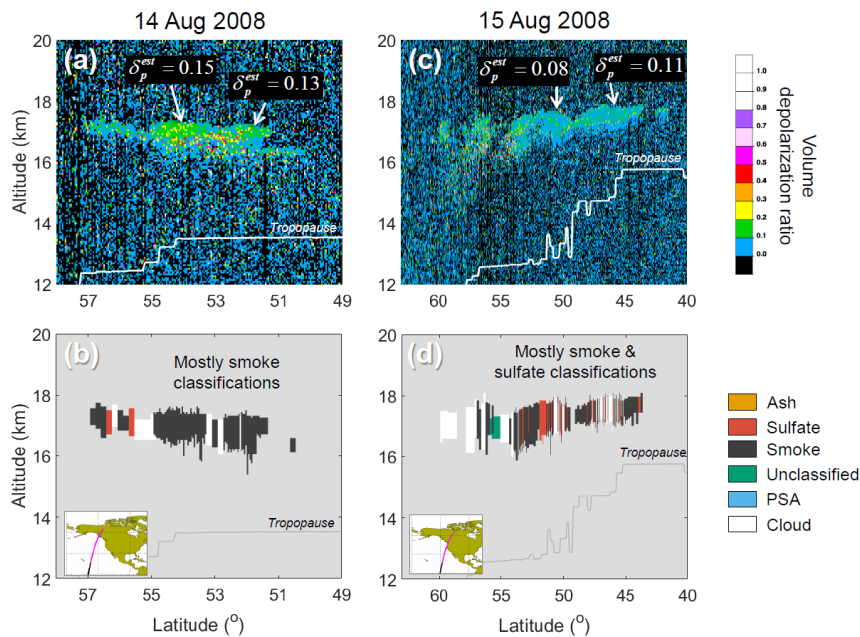 14 Aug 2008
15 Aug 2008
20
18
16
14
12
Altitude (km)
(a)
δ_p^est = 0.15
δ_p^est = 0.13
Tropopause
57
55
53
51
49
20
18
16
14
12
(c)
δ_p^est = 0.08
δ_p^est = 0.11
Tropopause
60
55
50
45
40
1.0
0.9
0.8
0.7
0.6
0.5
0.4
0.3
0.2
0.1
0.0
Volume
depolarization ratio
20
18
16
14
12
Altitude (km)
(b)
Mostly smoke
classifications
Tropopause
57
55
53
51
49
Latitude (°)
20
18
16
14
12
(d)
Mostly smoke &
sulfate classifications
Tropopause
60
55
50
45
40
Latitude (°)
Ash
Sulfate
Smoke
Unclassified
PSA
Cloud